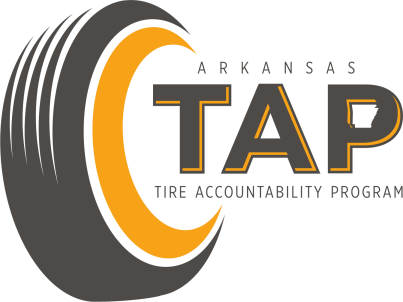 ARKANSAS
TAP
TIRE ACCOUNTABILITY PROGRAM